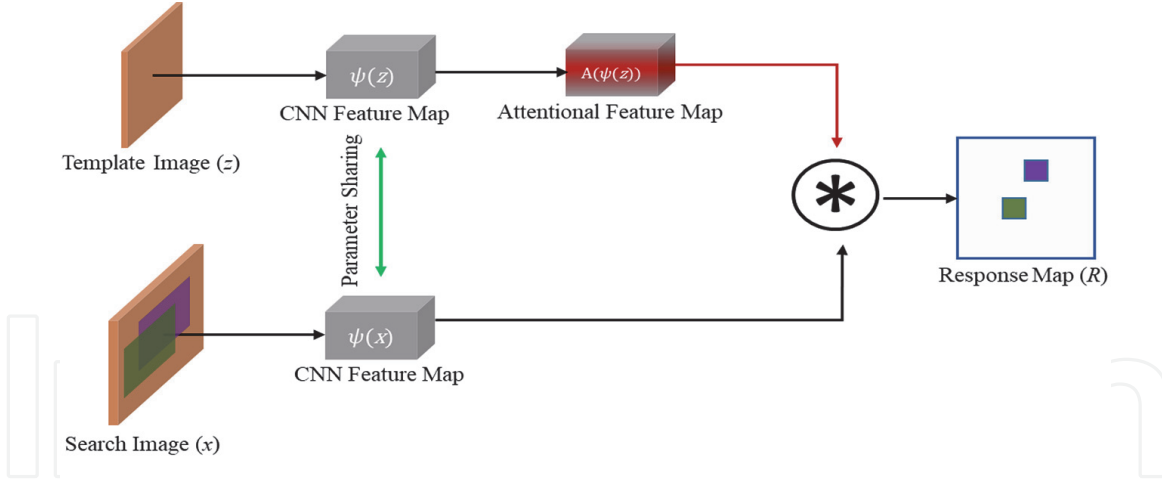 ψ(z)
CNN Feature Map
A(ψ(z))
Attentional Feature Map
Template Image (z)
Parameter Sharing
*
Response Map (R)
ψ(x)
CNN Feature Map
Search Image (x)